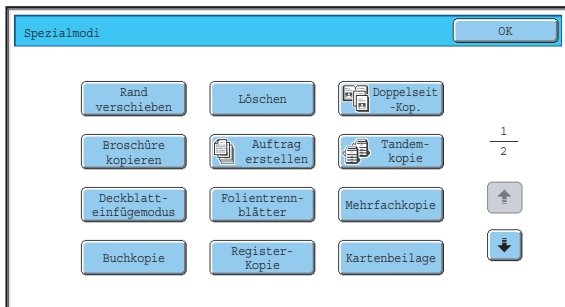 Spezialmodi
OK
Rand
verschieben
Löschen
Doppelseit
-Kop.
Broschüre
kopieren
Auftrag
erstellen
Tandem-
kopie
1
2
Deckblatt-
einfügemodus
Folientrenn-
blätter
Mehrfachkopie
Buchkopie
Register-
Kopie
Kartenbeilage